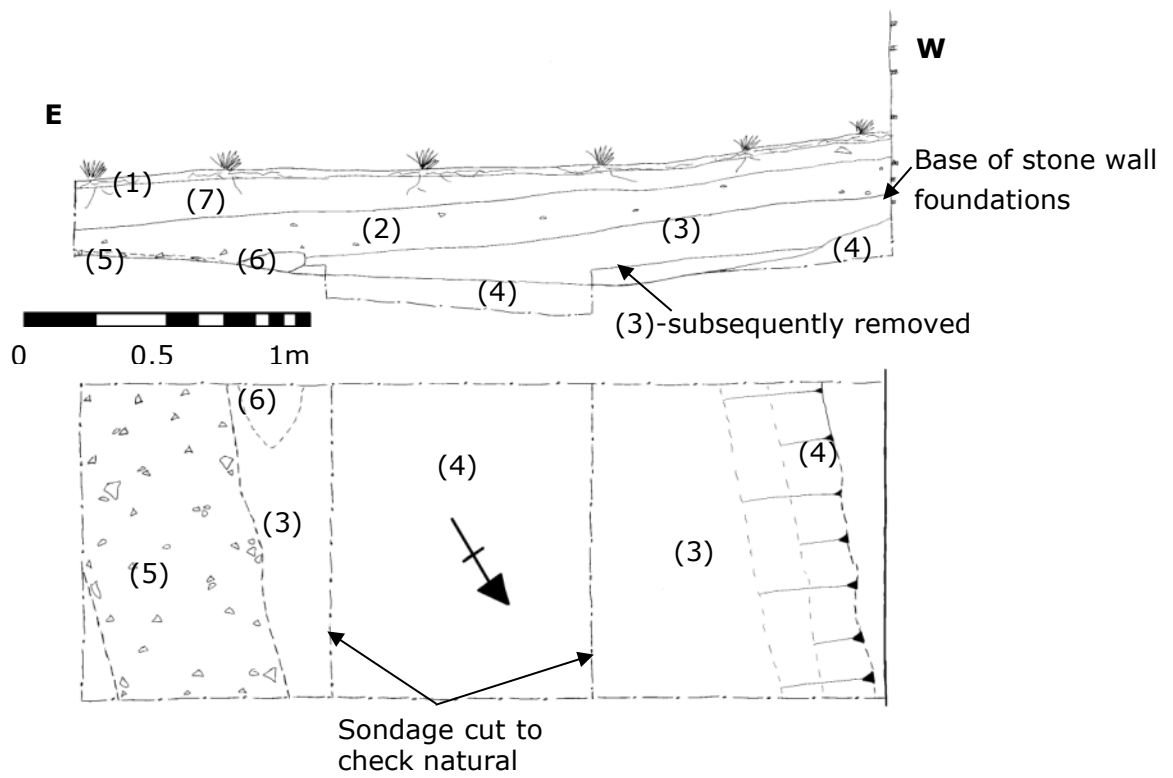 W
E
Base of stone wall
foundations
(1)
(7)
(2)
(3)
(4)
(5)
(6)
(4)
(3)-subsequently removed
0 0.5 1m
(6)
(4)
(4)
(3)
(3)
(5)
Sondage cut to
check natural